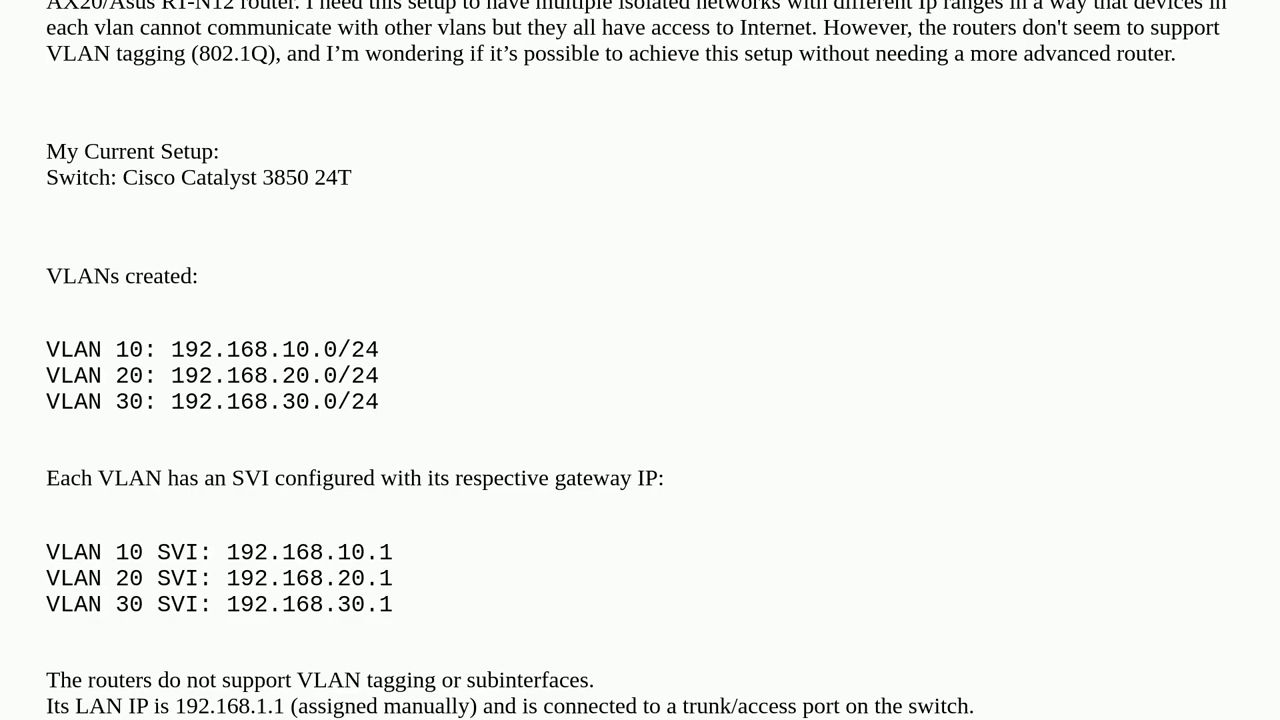 AX20/Asus RT-N12 router. I need this setup to have multiple isolated networks with different Ip ranges in a way that devices in
each vlan cannot communicate with other vlans but they all have access to Internet. However, the routers don't seem to support
VLAN tagging (802.1Q), and I’m wondering if it’s possible to achieve this setup without needing a more advanced router.
My Current Setup:
Switch: Cisco Catalyst 3850 24T
VLANs created:
VLAN 10: 192.168.10.0/24
VLAN 20: 192.168.20.0/24
VLAN 30: 192.168.30.0/24
Each VLAN has an SVI configured with its respective gateway IP:
VLAN 10 SVI: 192.168.10.1
VLAN 20 SVI: 192.168.20.1
VLAN 30 SVI: 192.168.30.1
The routers do not support VLAN tagging or subinterfaces.
Its LAN IP is 192.168.1.1 (assigned manually) and is connected to a trunk/access port on the switch.